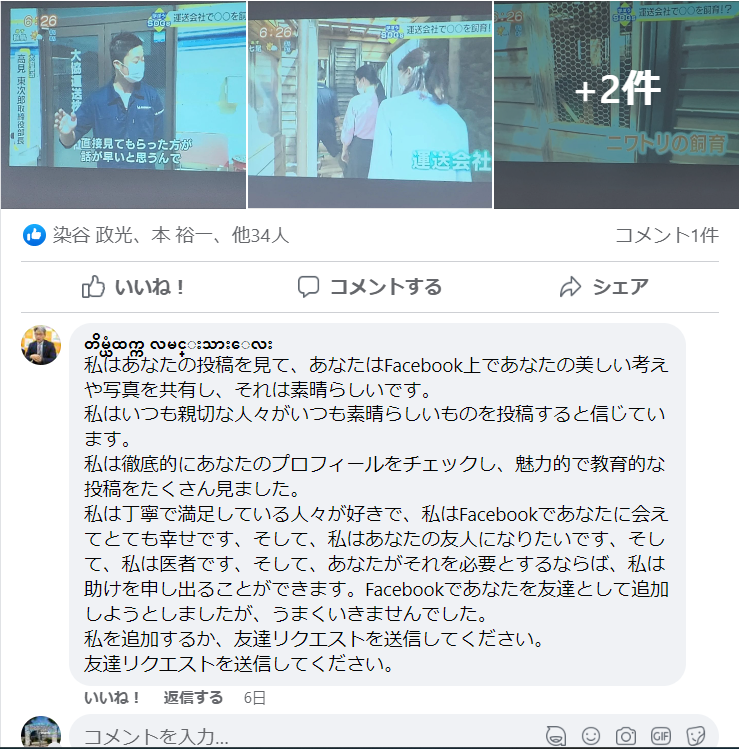 6:26
運送会社で○○を飼
高見 東次郎取締役部長
大協運送
直接見てもらった方が
話が早いと思うんで
6:26
運送会社で○○を飼育!
運送会社
6:26
運送会社で○○を飼育!?
+2件
ニワトリの飼育
染谷 政光、本 裕一、他34人
コメント1件
いいね！
コメントする
シェア
私はあなたの投稿を見て、あなたはFacebook上であなたの美しい考え
や写真を共有し、それは素晴らしいです。
私はいつも親切な人々がいつも素晴らしいものを投稿すると信じてい
ます。
私は徹底的にあなたのプロフィールをチェックし、魅力的で教育的な
投稿をたくさん見ました。
私は丁寧で満足している人々が好きで、私はFacebookであなたに会え
てとても幸せです、そして、私はあなたの友人になりたいです、そし
て、私は医者です、そして、あなたがそれを必要とするならば、私は
助けを申し出ることができます。Facebookであなたを友達として追加
しようとしましたが、うまくいきませんでした。
私を追加するか、友達リクエストを送信してください。
友達リクエストを送信してください。
いいね！
返信する
6日
コメントを入力...
GIF